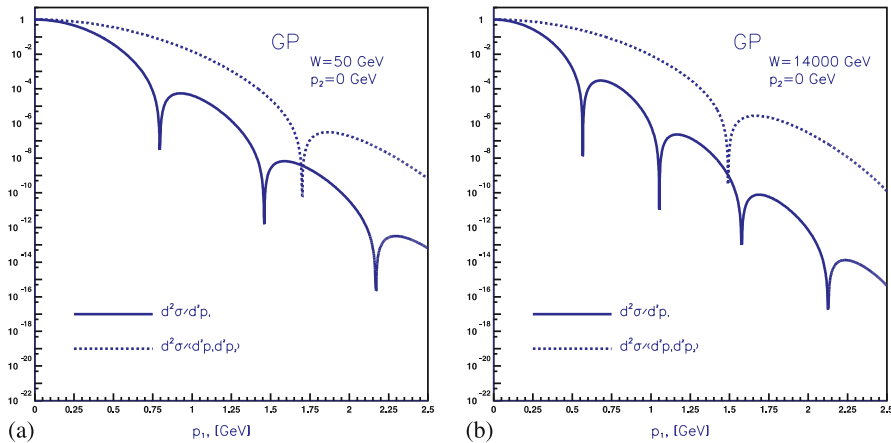 GP
W=50 GeV
p₂=0 GeV
1
10⁻²
10⁻⁴
10⁻⁶
10⁻⁸
10⁻¹⁰
10⁻¹²
10⁻¹⁴
10⁻¹⁶
10⁻¹⁸
10⁻²⁰
10⁻²²
d²σ/d²p₁
d²σ/(d²p₁d²p₂)
0 0.25 0.5 0.75 1 1.25 1.5 1.75 2 2.25 2.5
(a) p₁, [GeV]
GP
W=14000 GeV
p₂=0 GeV
1
10⁻²
10⁻⁴
10⁻⁶
10⁻⁸
10⁻¹⁰
10⁻¹²
10⁻¹⁴
10⁻¹⁶
10⁻¹⁸
10⁻²⁰
10⁻²²
d²σ/d²p₁
d²σ/(d²p₁d²p₂)
0 0.25 0.5 0.75 1 1.25 1.5 1.75 2 2.25 2.5
(b) p₁, [GeV]